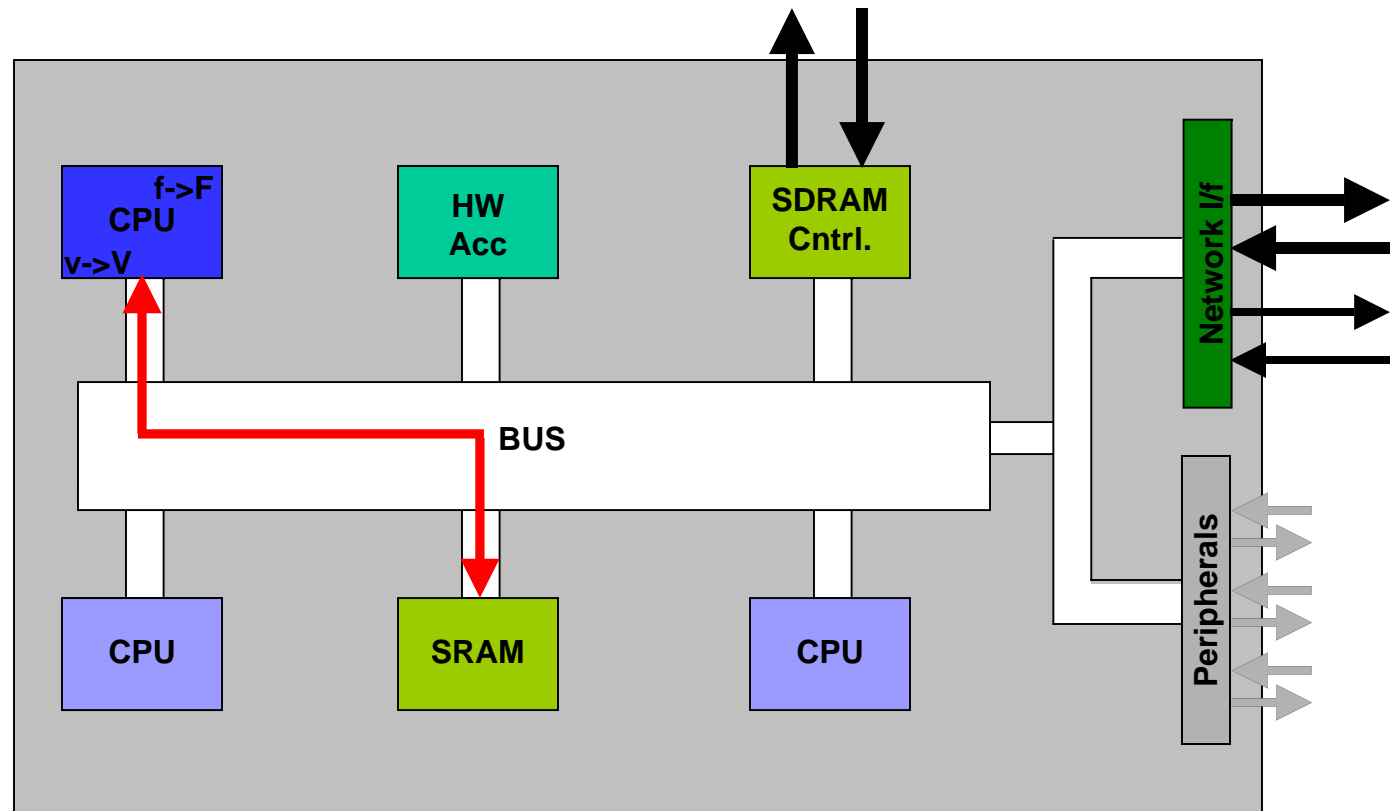 f->F
CPU
v->V
HW
Acc
SDRAM
Cntrl.
Network I/f
BUS
CPU
SRAM
CPU
Peripherals